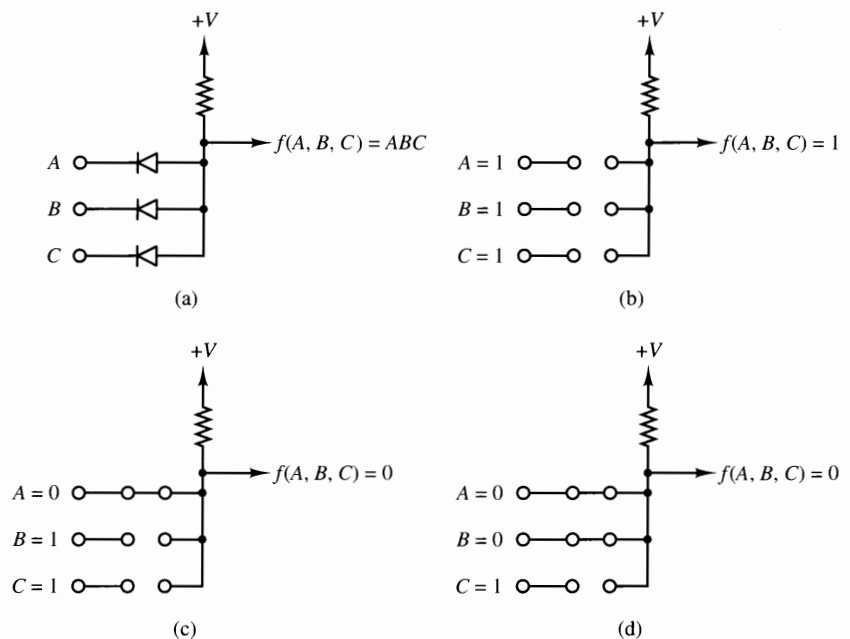 +V
f(A, B, C) = ABC
A
B
C
(a)
+V
f(A, B, C) = 1
A = 1
B = 1
C = 1
(b)
+V
f(A, B, C) = 0
A = 0
B = 1
C = 1
(c)
+V
f(A, B, C) = 0
A = 0
B = 0
C = 1
(d)